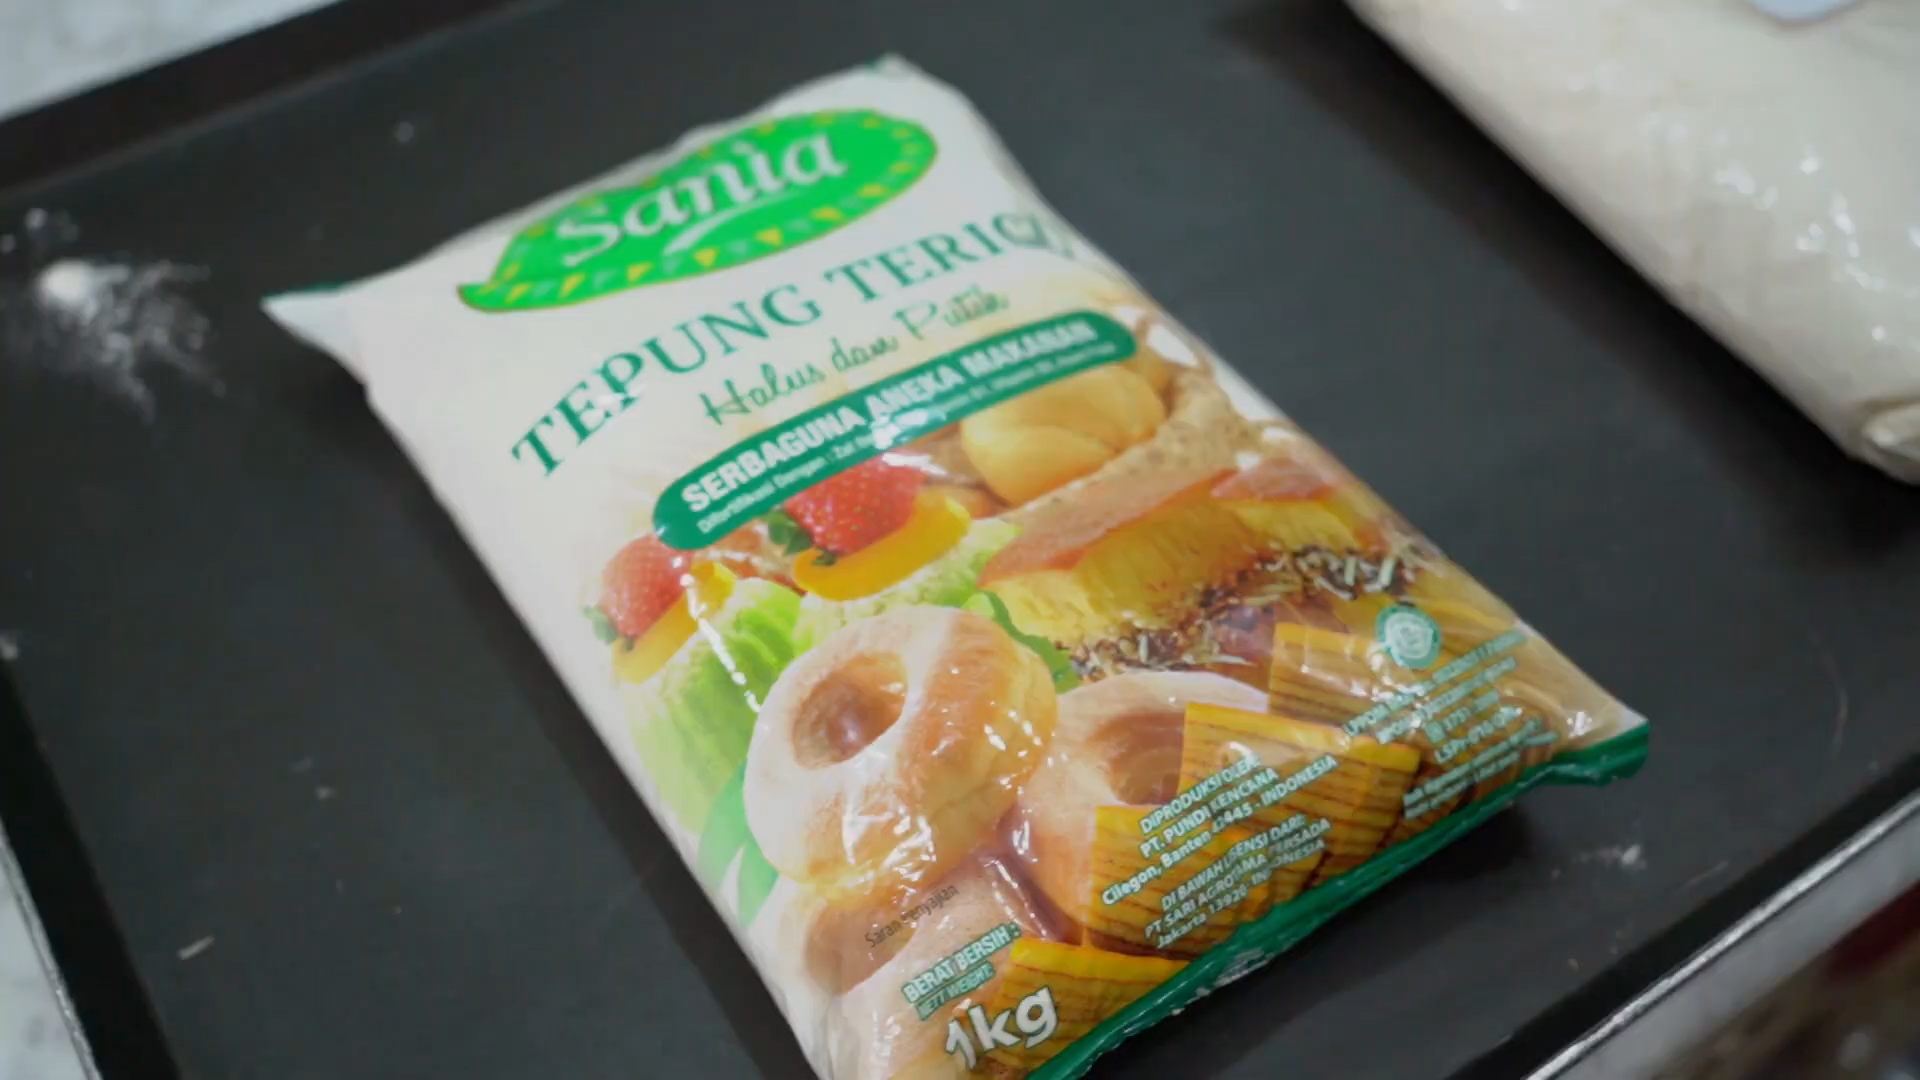 Sania
TEPUNG TERIGU
Halus dan Putih
SERBAGUNA ANEKA MAKANAN
Difortifikasi Dengan : Zat
Saran Penyajian
BERAT BERSIH :
NETT WEIGHT:
1kg
DIPRODUKSI OLEH:
PT. PUNDI KENCANA
Cilegon, Banten 42445 - INDONESIA
DI BAWAH LISENSI DARI:
PT SARI AGROTAMA PERSADA
Jakarta 13920 INDONESIA